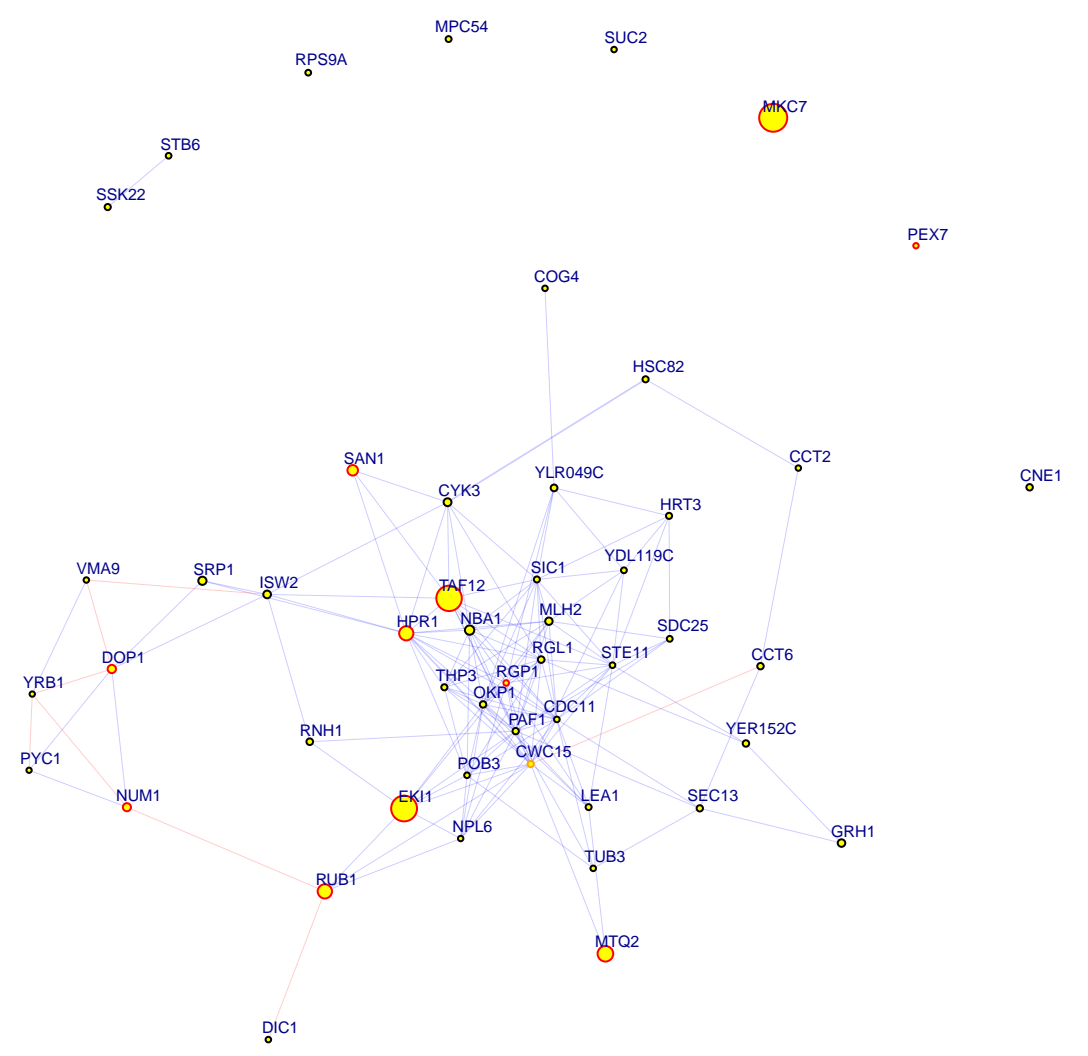 MPC54
SUC2
RPS9A
MKC7
STB6
SSK22
PEX7
COG4
HSC82
SAN1
CCT2
YLR049C
CNE1
CYK3
HRT3
YDL119C
VMA9
SRP1
SIC1
ISW2
TAF12
MLH2
HPR1
NBA1
SDC25
RGL1
STE11
CCT6
DOP1
THP3
RGP1
YRB1
OKP1
CDC11
PAF1
RNH1
YER152C
PYC1
CWC15
POB3
NUM1
EKI1
LEA1
SEC13
NPL6
GRH1
TUB3
RUB1
MTQ2
DIC1